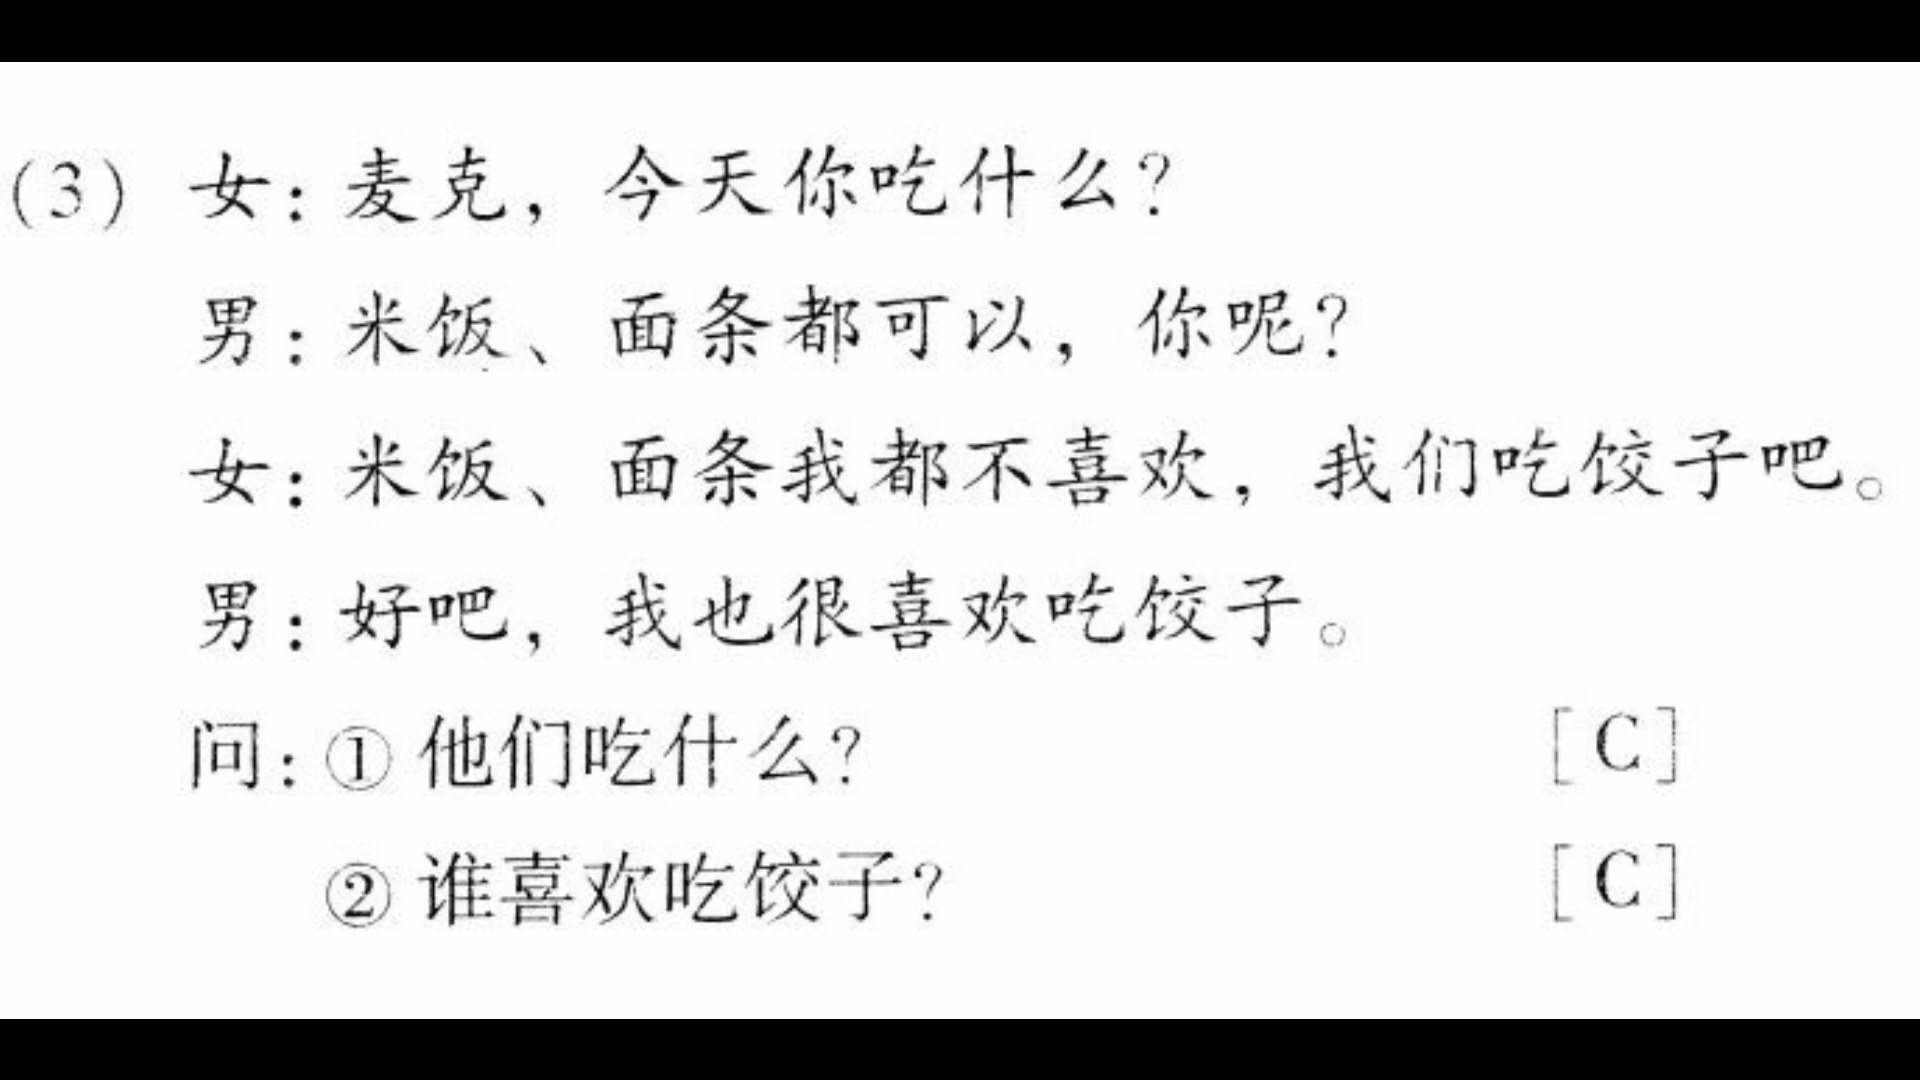 (3) 女：麦克，今天你吃什么？
男：米饭、面条都可以，你呢？
女：米饭、面条我都不喜欢，我们吃饺子吧。
男：好吧，我也很喜欢吃饺子。
问：① 他们吃什么？ [C]
② 谁喜欢吃饺子？ [C]